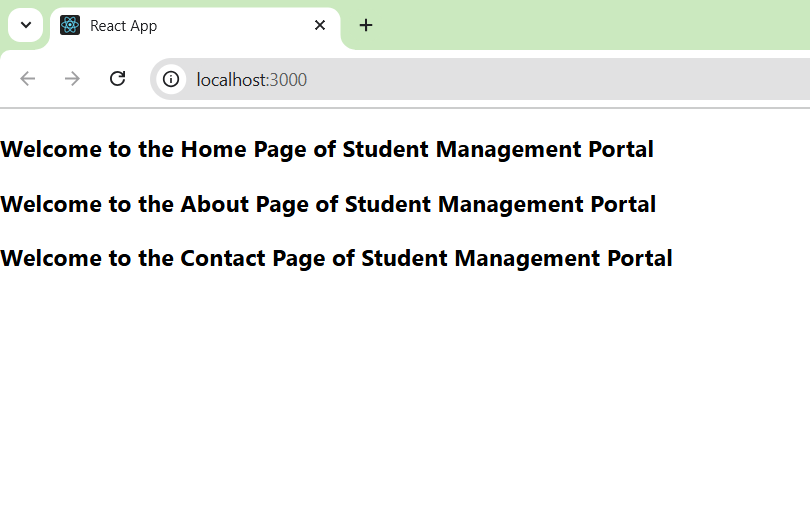 React App
localhost:3000
Welcome to the Home Page of Student Management Portal
Welcome to the About Page of Student Management Portal
Welcome to the Contact Page of Student Management Portal